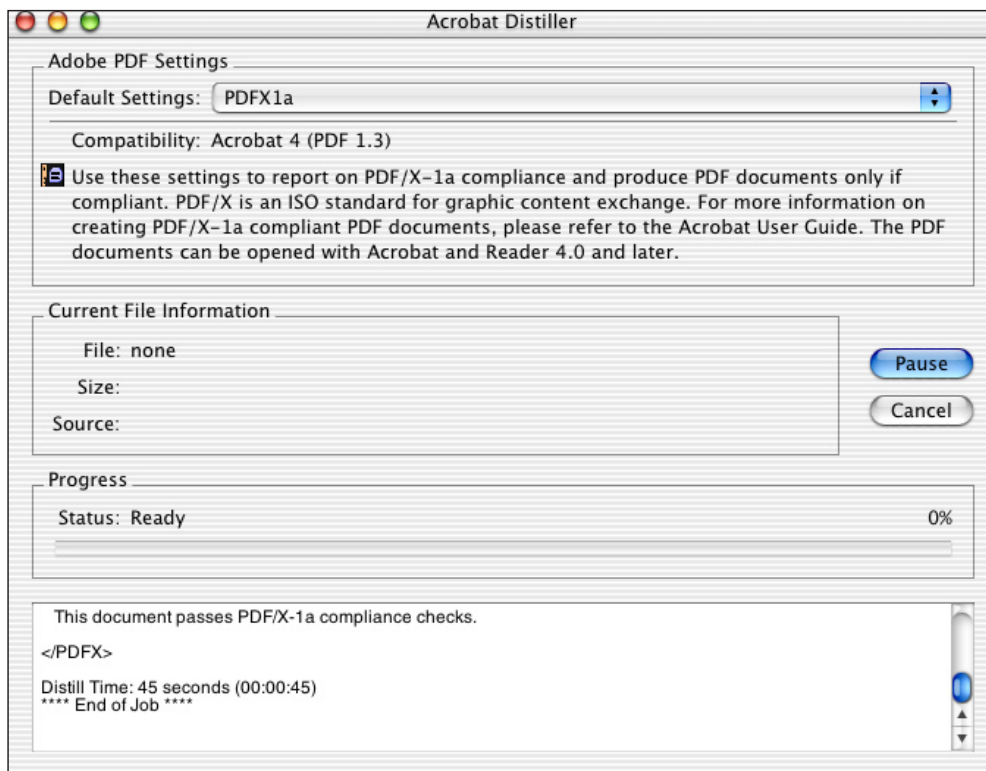 Acrobat Distiller
Adobe PDF Settings
Default Settings: PDFX1a
Compatibility: Acrobat 4 (PDF 1.3)
Use these settings to report on PDF/X-1a compliance and produce PDF documents only if
compliant. PDF/X is an ISO standard for graphic content exchange. For more information on
creating PDF/X-1a compliant PDF documents, please refer to the Acrobat User Guide. The PDF
documents can be opened with Acrobat and Reader 4.0 and later.
Current File Information
File: none
Size:
Source:
Pause
Cancel
Progress
Status: Ready 0%
This document passes PDF/X-1a compliance checks.
</PDFX>
Distill Time: 45 seconds (00:00:45)
**** End of Job ****